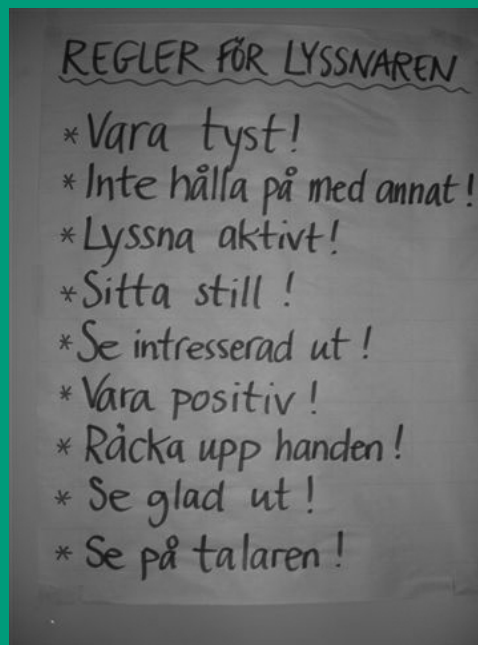 REGLER FÖR LYSSNAREN
* Vara tyst!
* Inte hålla på med annat!
* Lyssna aktivt!
* Sitta still!
* Se intresserad ut!
* Vara positiv!
* Räcka upp handen!
* Se glad ut!
* Se på talaren!